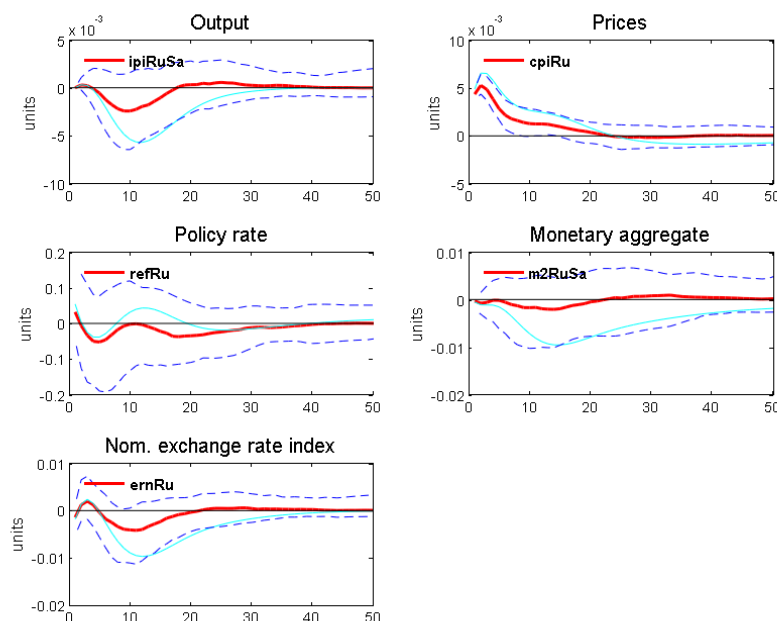 Output
x 10⁻³
5
ipiRuSa
0
units
-5
-10
0 10 20 30 40 50
Prices
x 10⁻³
10
cpiRu
5
units
0
-5
0 10 20 30 40 50
Policy rate
0.2
refRu
0.1
units
0
-0.1
-0.2
0 10 20 30 40 50
Monetary aggregate
0.01
m2RuSa
0
units
-0.01
-0.02
0 10 20 30 40 50
Nom. exchange rate index
0.01
ernRu
0
units
-0.01
-0.02
0 10 20 30 40 50